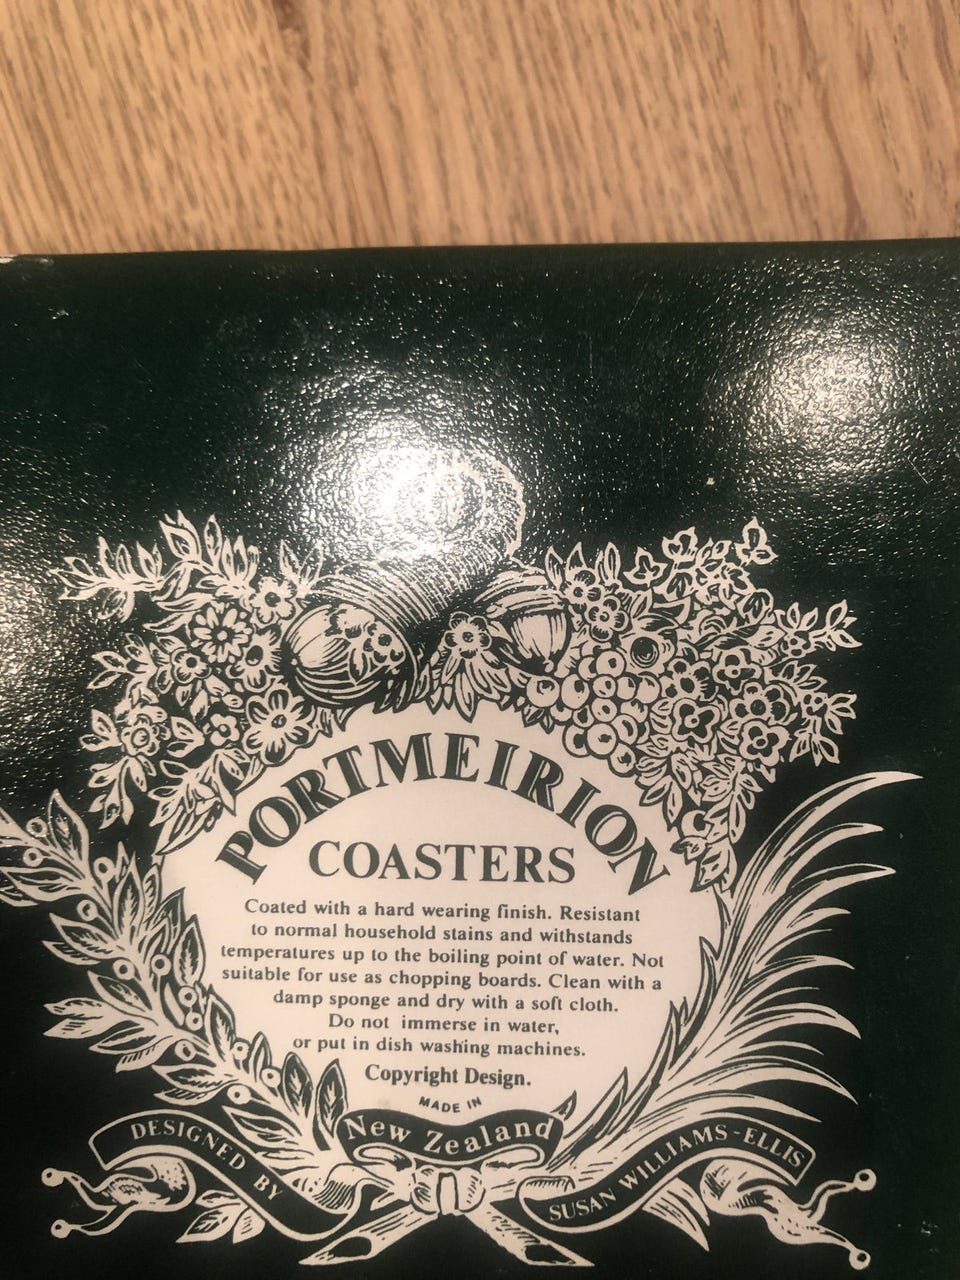 PORTMEIRION
COASTERS
Coated with a hard wearing finish. Resistant
to normal household stains and withstands
temperatures up to the boiling point of water. Not
suitable for use as chopping boards. Clean with a
damp sponge and dry with a soft cloth.
Do not immerse in water,
or put in dish washing machines.
Copyright Design.
MADE IN
New Zealand
DESIGNED BY
SUSAN WILLIAMS-ELLIS